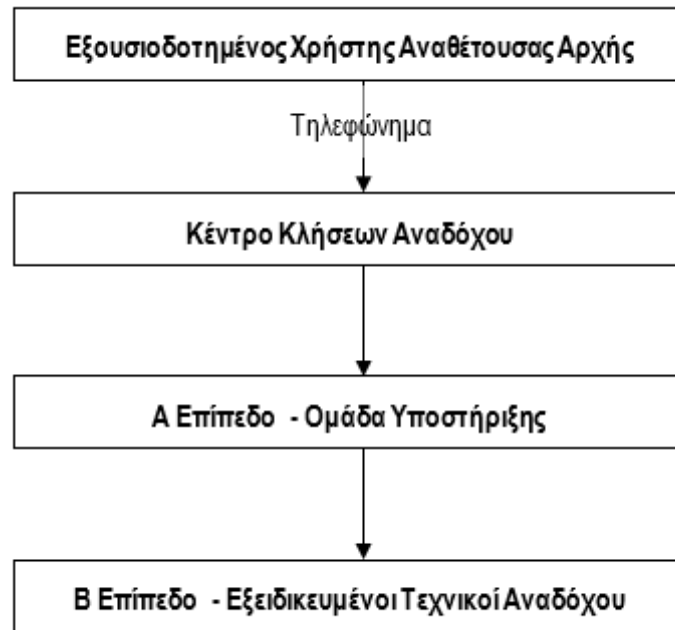 Εξουσιοδοτημένος Χρήστης Αναθέτουσας Αρχής
Τηλεφώνημα
Κέντρο Κλήσεων Αναδόχου
Α Επίπεδο - Ομάδα Υποστήριξης
Β Επίπεδο - Εξειδικευμένοι Τεχνικοί Αναδόχου